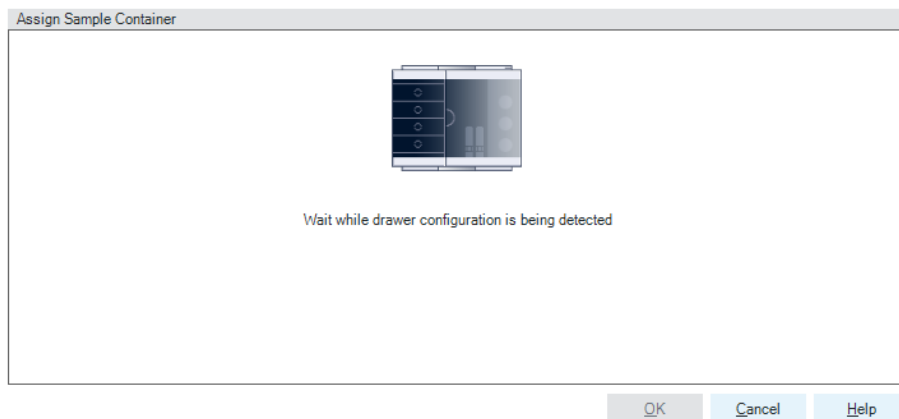 Assign Sample Container
Wait while drawer configuration is being detected
OK Cancel Help